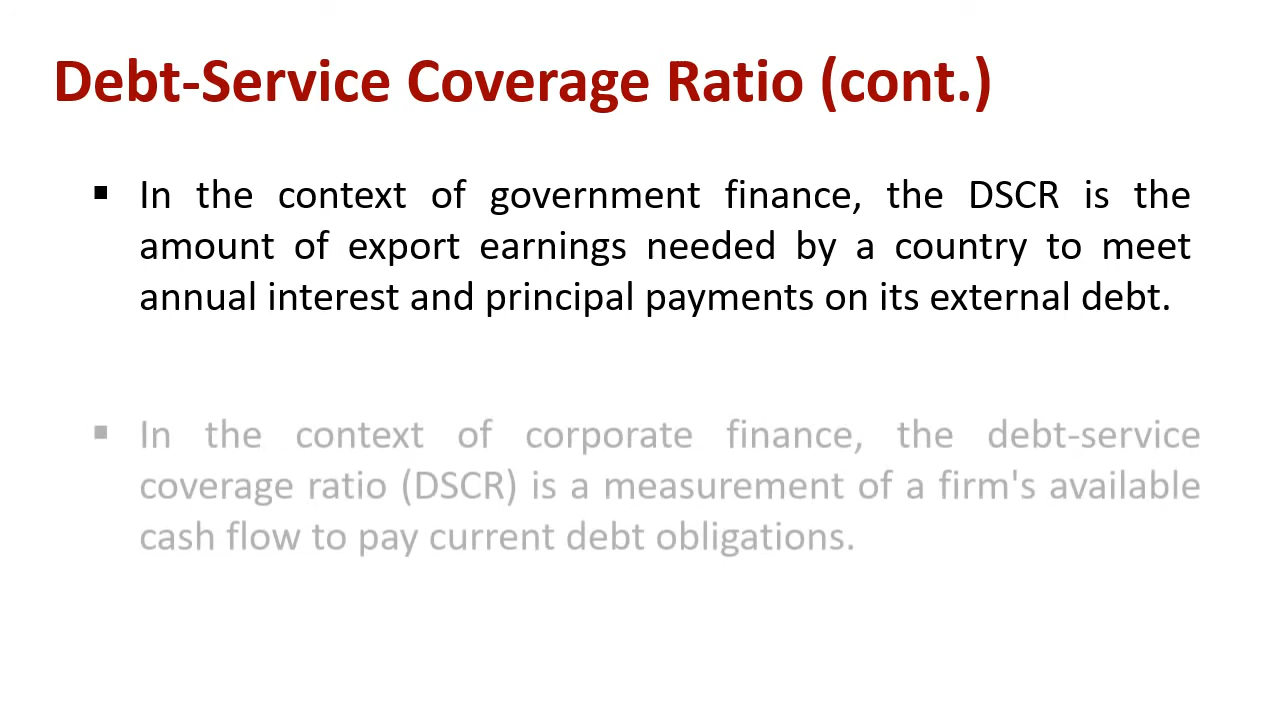 Debt-Service Coverage Ratio (cont.)
▪ In the context of government finance, the DSCR is the
amount of export earnings needed by a country to meet
annual interest and principal payments on its external debt.
▪ In the context of corporate finance, the debt-service
coverage ratio (DSCR) is a measurement of a firm's available
cash flow to pay current debt obligations.